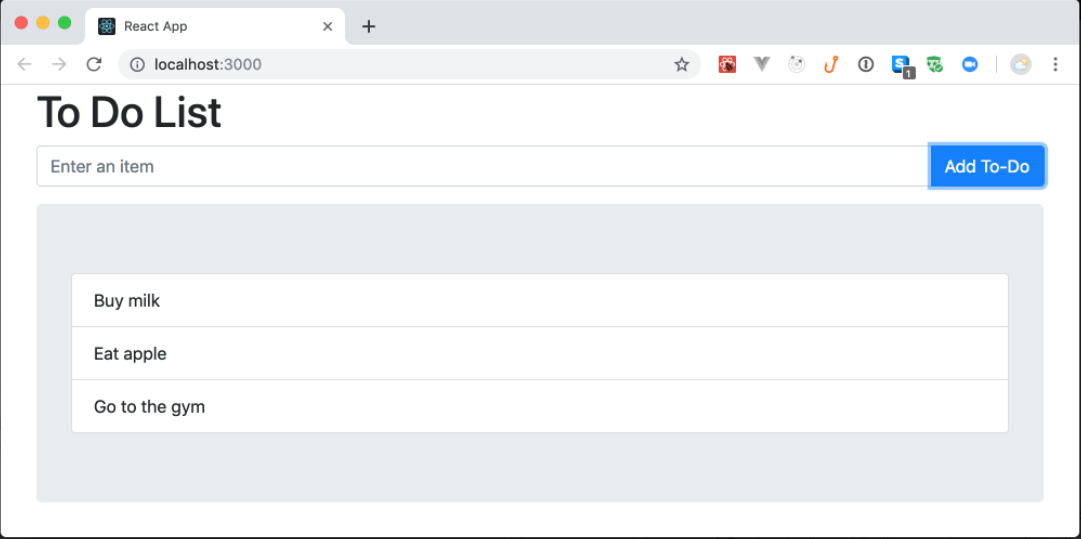 React App
localhost:3000
1
To Do List
Enter an item
Add To-Do
Buy milk
Eat apple
Go to the gym